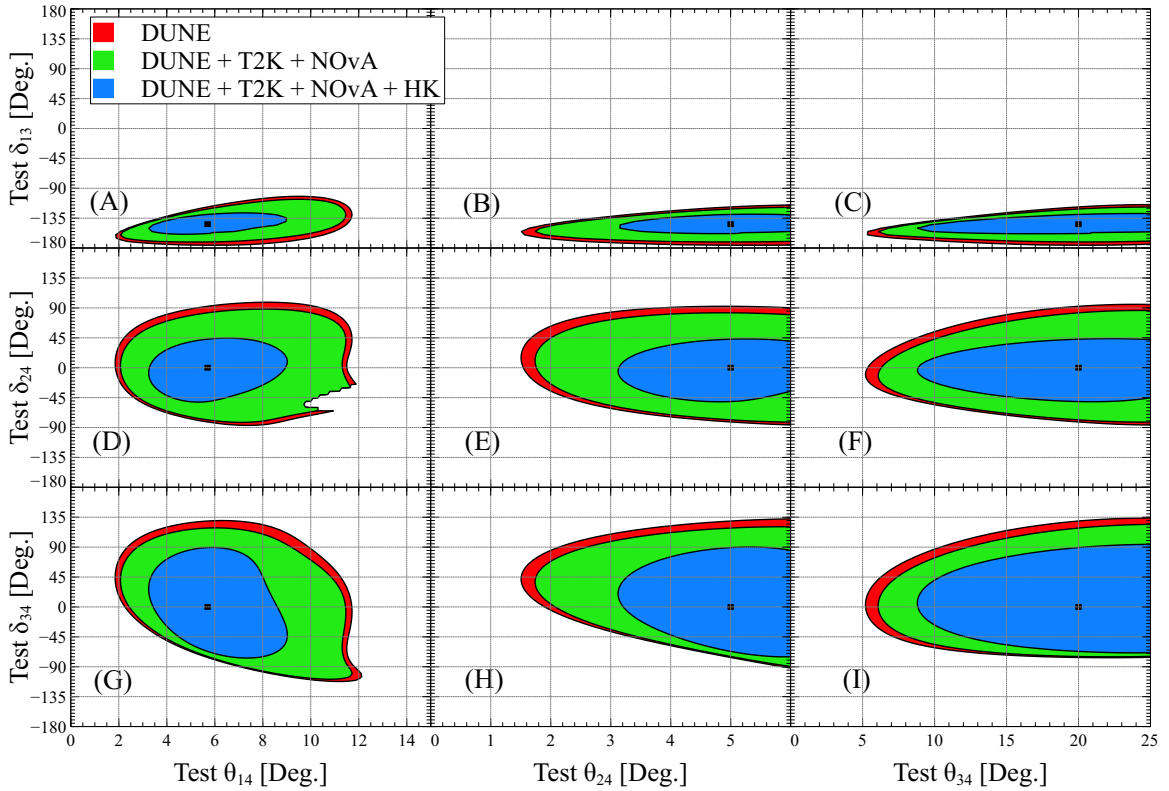 DUNE
DUNE + T2K + NOvA
DUNE + T2K + NOvA + HK
Test δ₁₃ [Deg.]
180
135
90
45
0
−45
−90
−135
−180
(A)
(B)
(C)
Test δ₂₄ [Deg.]
135
90
45
0
−45
−90
−135
−180
(D)
(E)
(F)
Test δ₃₄ [Deg.]
135
90
45
0
−45
−90
−135
−180
(G)
(H)
(I)
0 2 4 6 8 10 12 14
0 1 2 3 4 5
0 5 10 15 20 25
Test θ₁₄ [Deg.]
Test θ₂₄ [Deg.]
Test θ₃₄ [Deg.]